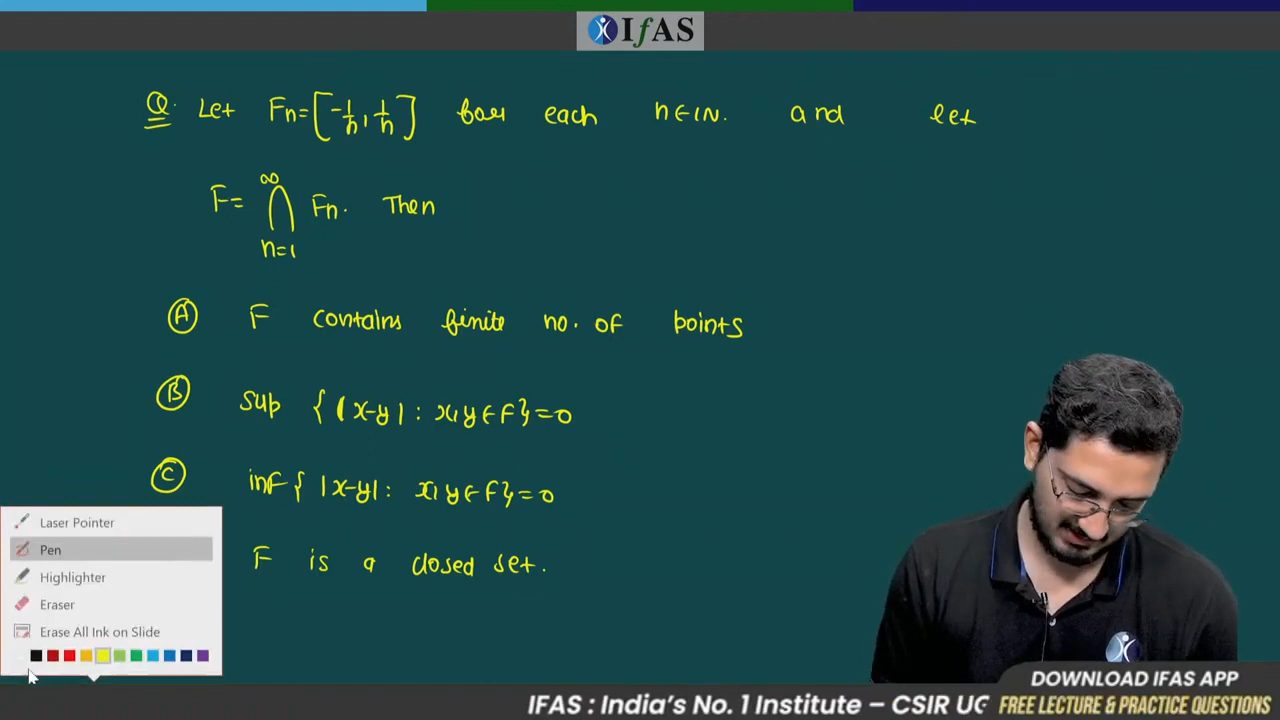 IfAS
Q. Let Fn = [-1/n, 1/n] for each n∈IN. and let
F = ∞ ⋂ n=1 Fn. Then
Ⓐ F contains finite no. of points
Ⓑ Sup { |x-y| : x,y∈F}=0
Ⓒ inf { |x-y| : x,y∈F}=0
F is a closed set.
Laser Pointer
Pen
Highlighter
Eraser
Erase All Ink on Slide
IfAS
DOWNLOAD IFAS APP
IFAS : India's No. 1 Institute – CSIR UG
FREE LECTURE & PRACTICE QUESTIONS